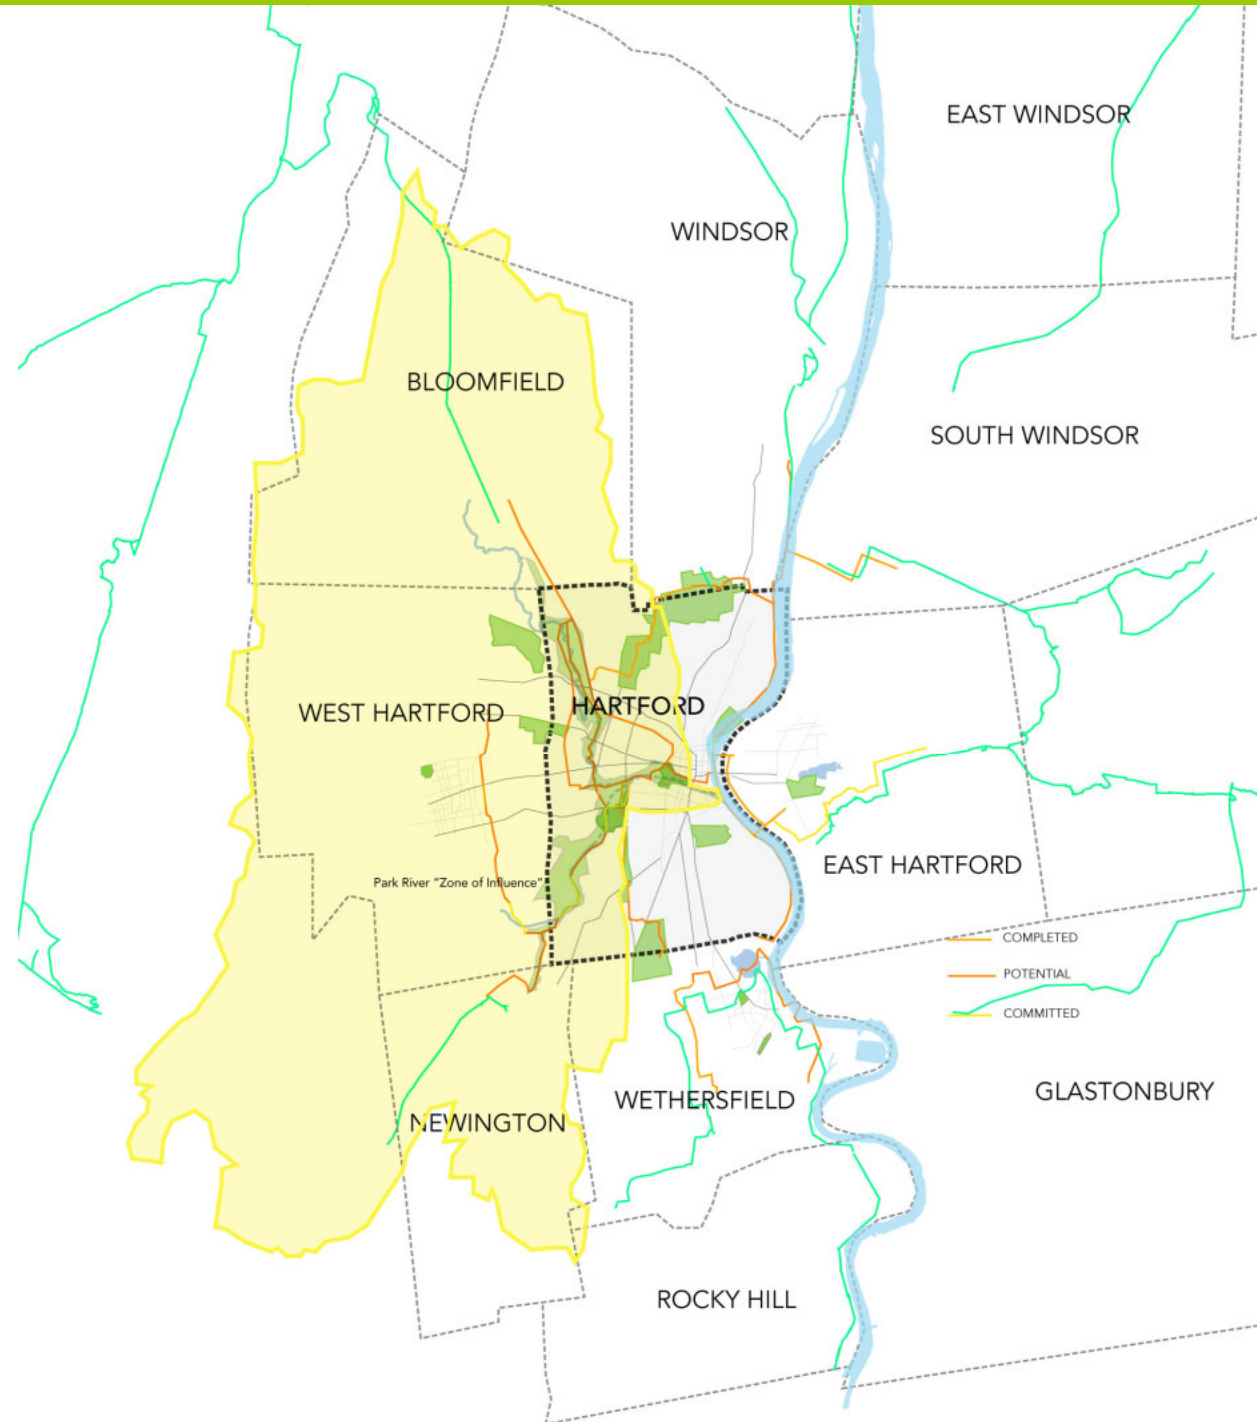 EAST WINDSOR
WINDSOR
BLOOMFIELD
SOUTH WINDSOR
HARTFORD
WEST HARTFORD
EAST HARTFORD
Park River "Zone of Influence"
COMPLETED
POTENTIAL
COMMITTED
GLASTONBURY
WETHERSFIELD
NEWINGTON
ROCKY HILL